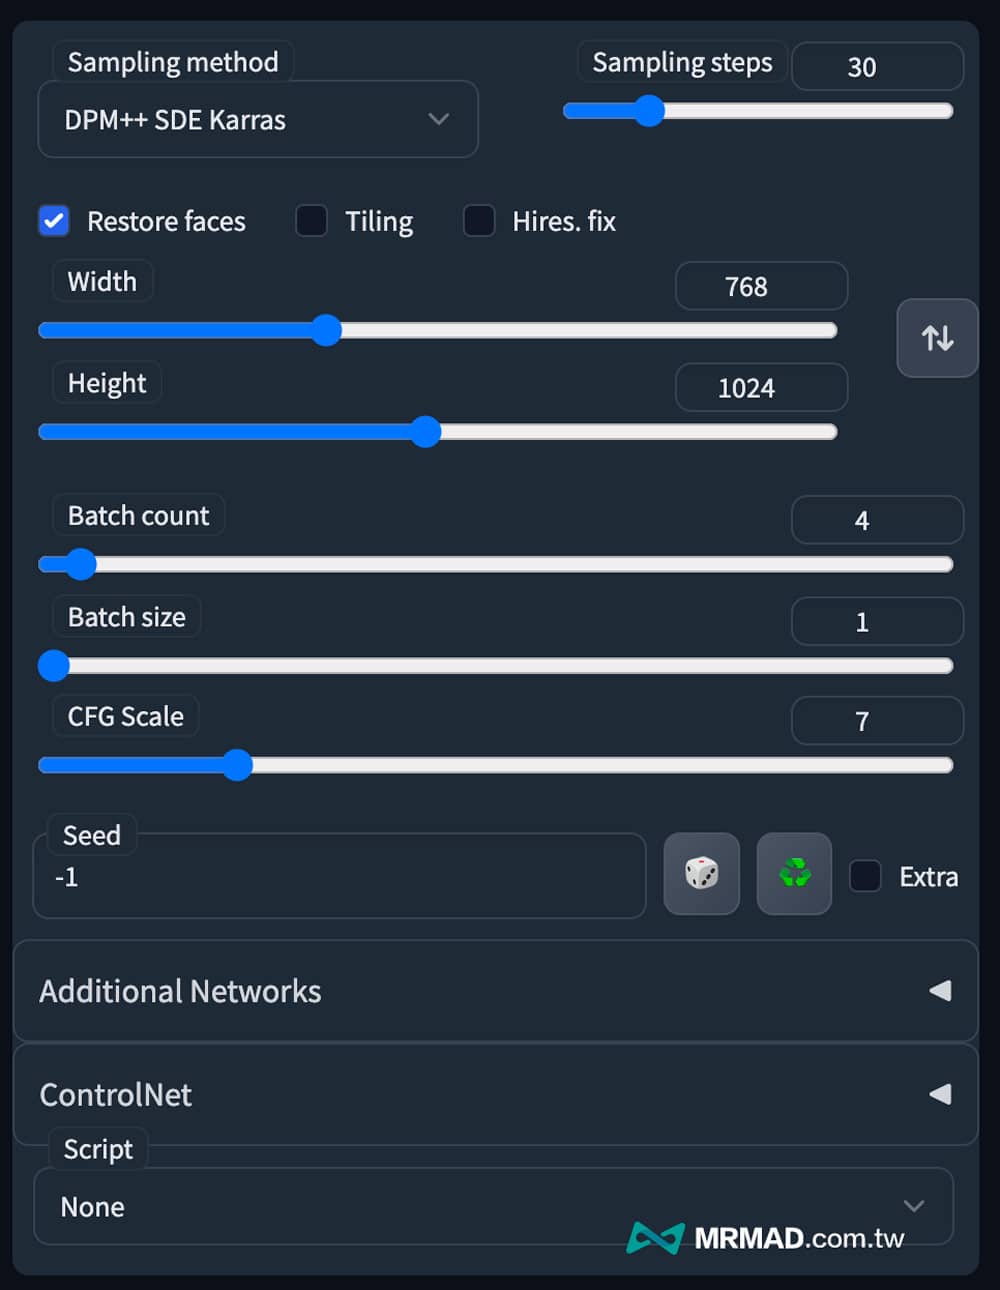 Sampling method
Sampling steps
30
DPM++ SDE Karras
Restore faces
Tiling
Hires. fix
Width
768
Height
1024
Batch count
4
Batch size
1
CFG Scale
7
Seed
-1
Extra
Additional Networks
ControlNet
Script
None
MRMAD.com.tw